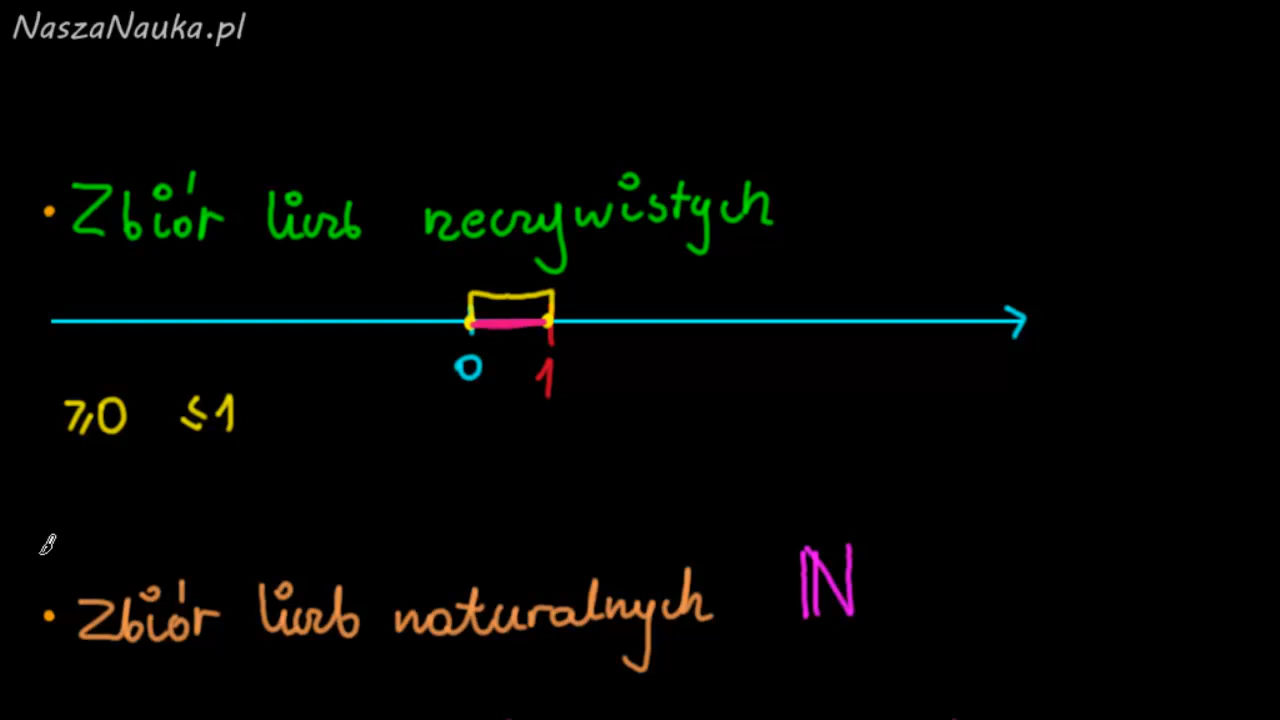 NaszaNauka.pl
• Zbiór liczb rzeczywistych
0 1
≥0 ≤1
• Zbiór liczb naturalnych ℕ